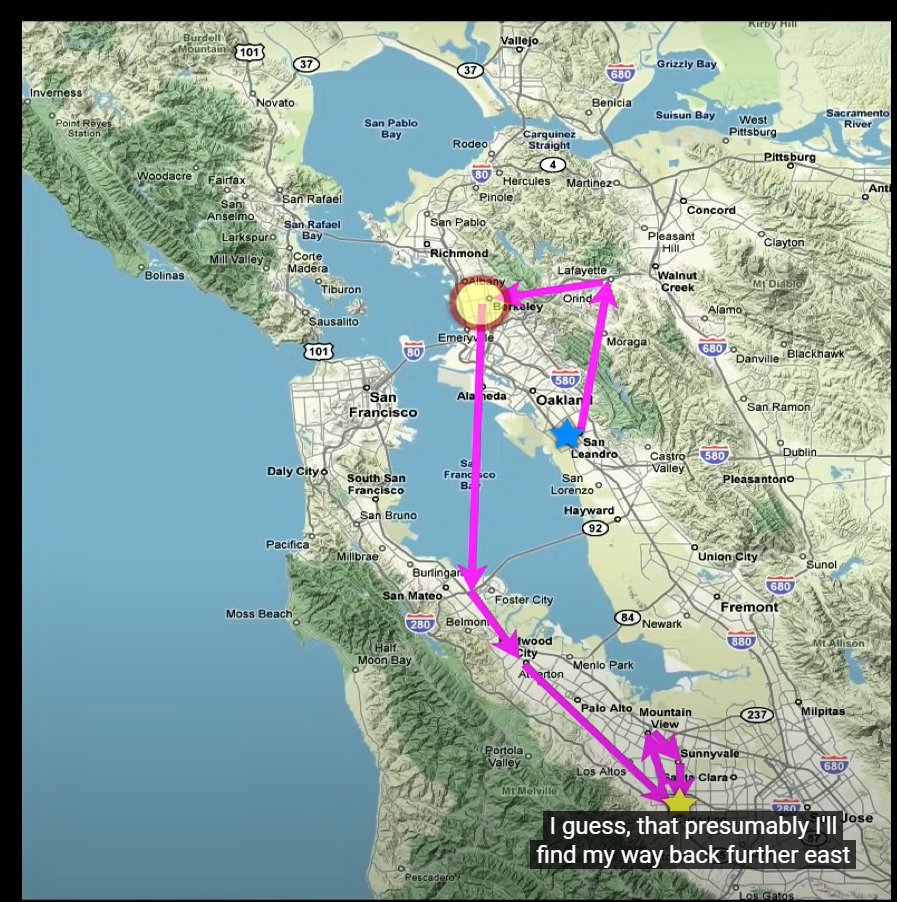 Kirby Hill
Burdell
Mountain
101
37
Vallejo
37
680
Grizzly Bay
Inverness
Novato
Benicia
Point Reyes
Station
San Pablo
Bay
Suisun Bay
West
Pittsburg
Sacramento
River
Rodeo
Carquinez
Straight
4
Pittsburg
Woodacre
Fairfax
80
Hercules
Martinez
Pinole
Anti
San
Anselmo
San Rafael
San Pablo
Concord
San Rafael
Bay
Larkspur
Pleasant
Hill
Clayton
Richmond
Mill Valley
Corte
Madera
Bolinas
Lafayette
Walnut
Creek
Albany
Mt Diablo
Tiburon
Orind
Berkeley
Sausalito
Alamo
Emeryville
Moraga
101
80
680
Danville
Blackhawk
580
San
Francisco
Alameda
Oakland
San Ramon
San
Leandro
Daly City
South San
Francisco
San
Francisco
Bay
Castro
Valley
580
Dublin
Pleasanton
San
Lorenzo
San Bruno
Hayward
92
Pacifica
Millbrae
Union City
Sunol
Burlingam
680
San Mateo
Foster City
Moss Beach
280
Belmont
84
Newark
Fremont
880
Half
Moon Bay
dwood
City
Mt Allison
Menlo Park
Atherton
Palo Alto
Mountain
View
237
Milpitas
Portola
Valley
Sunnyvale
Los Altos
Santa Clara
680
Mt Melville
280
San Jose
87
I guess, that presumably I'll
find my way back further east
Pescadero
Los Gatos